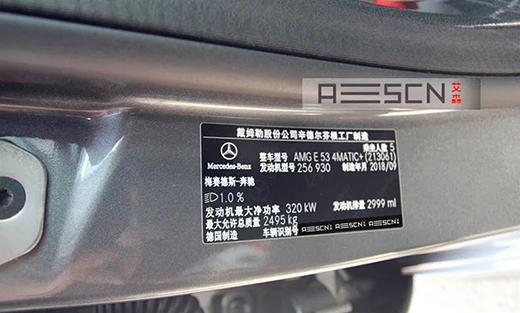 AESCN 艾森
戴姆勒股份公司辛德尔芬根工厂制造
乘坐人数 5
Mercedes-Benz
整车型号 AMG E 53 4MATIC+ (213061)
发动机型号 256 930 制造年月 2018/09
梅赛德斯-奔驰
1.0 %
发动机最大净功率 320 kW 发动机排量 2999 ml
最大允许总质量 2495 kg
德国制造 车辆识别号 AESCN AESCN AESCN